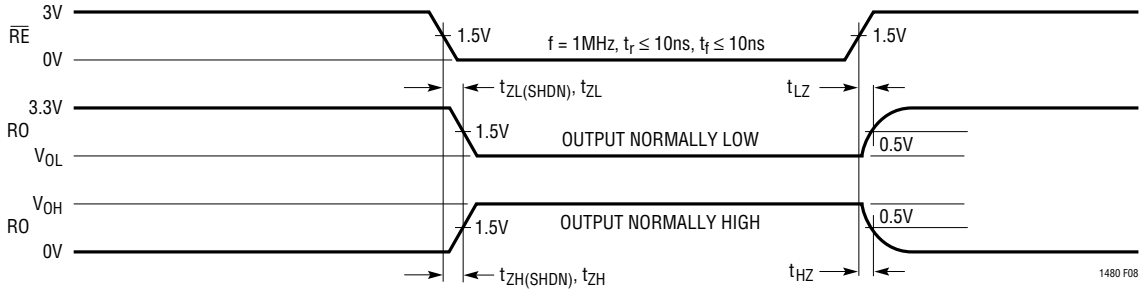 3V
RE
1.5V
f = 1MHz, tr ≤ 10ns, tf ≤ 10ns
1.5V
0V
tZL(SHDN), tZL
tLZ
3.3V
RO
1.5V
OUTPUT NORMALLY LOW
0.5V
VOL
VOH
RO
1.5V
OUTPUT NORMALLY HIGH
0.5V
0V
tZH(SHDN), tZH
tHZ
1480 F08